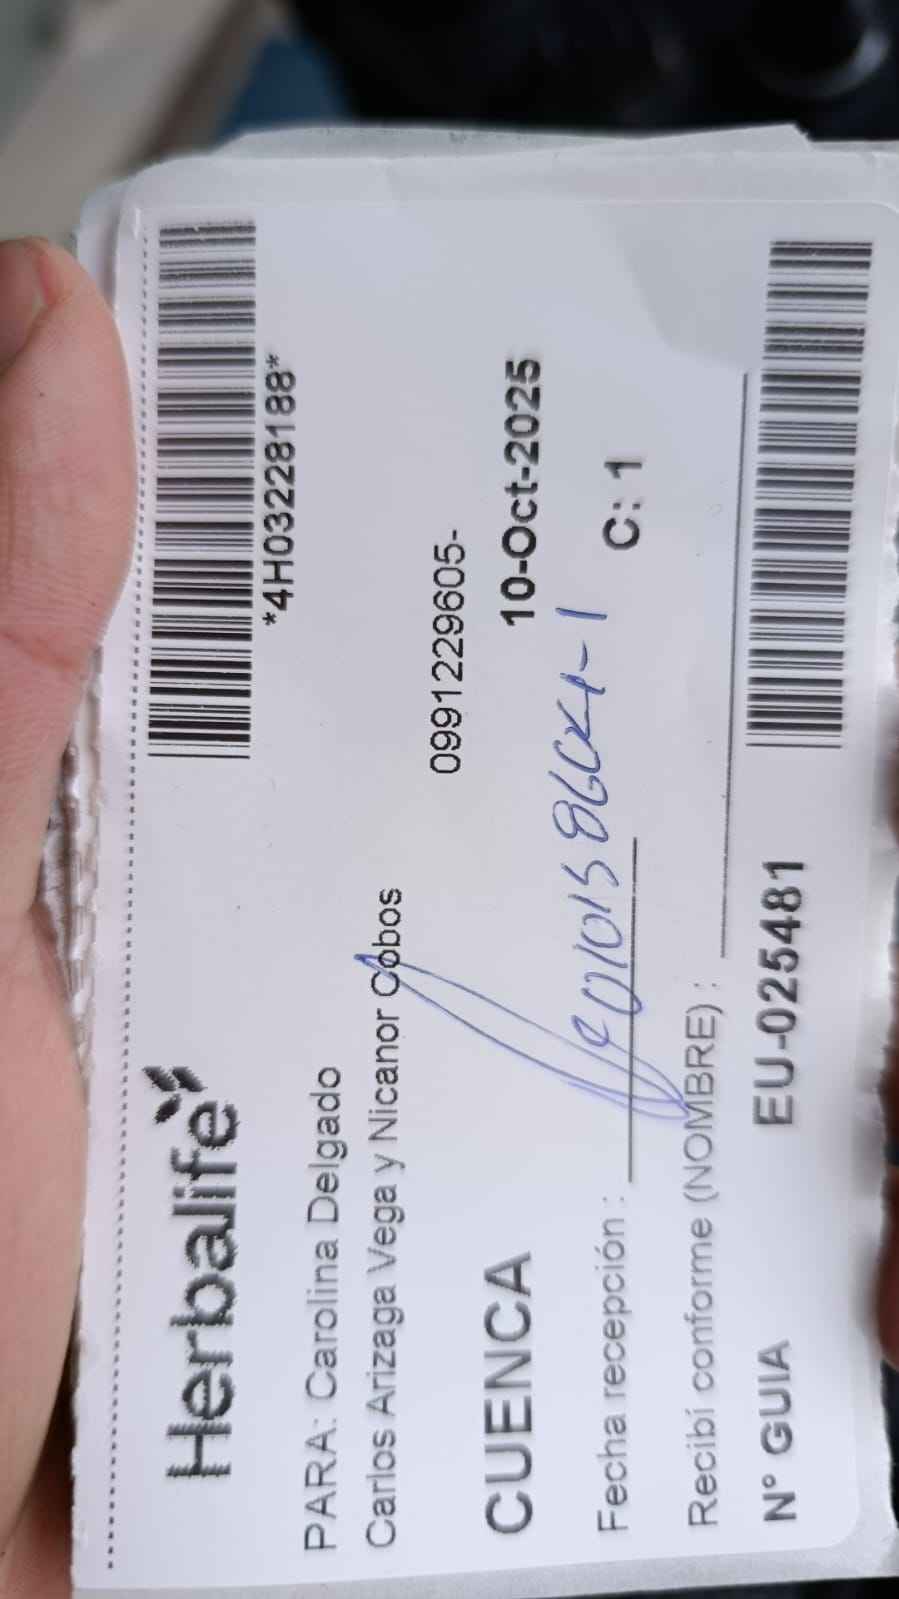 Herbalife
*4H03228188*
PARA: Carolina Delgado
Carlos Arizaga Vega y Nicanor Cobos
0991229605-
CUENCA
10-Oct-2025
Fecha recepción :
C: 1
Recibí conforme (NOMBRE) :
N° GUIA
EU-025481